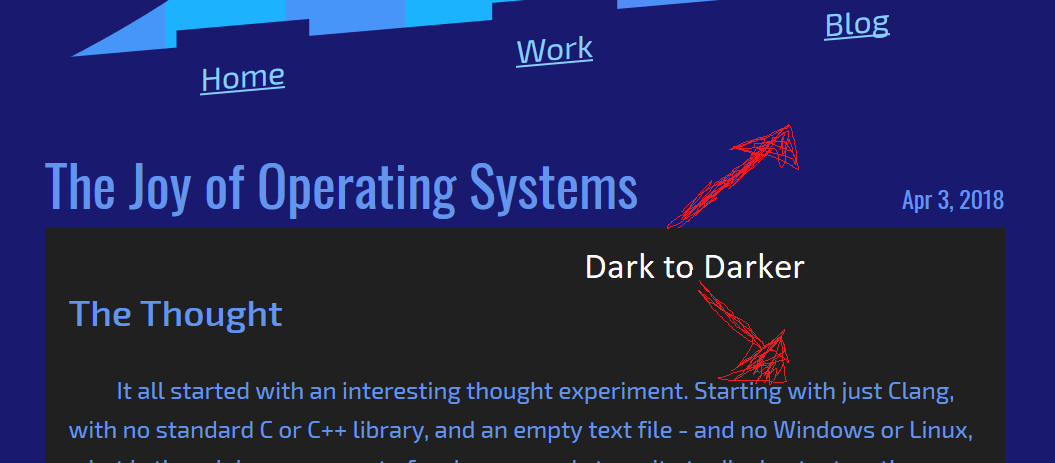 Home
Work
Blog
The Joy of Operating Systems
Apr 3, 2018
Dark to Darker
The Thought
It all started with an interesting thought experiment. Starting with just Clang,
with no standard C or C++ library, and an empty text file - and no Windows or Linux,